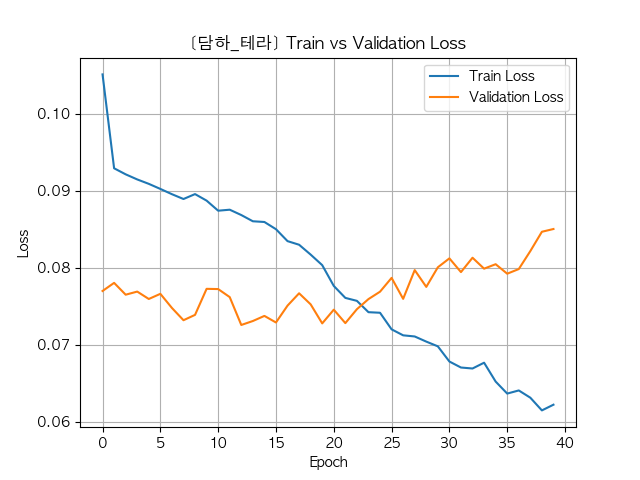 [담하_테라] Train vs Validation Loss
Train Loss
Validation Loss
Loss
0.10
0.09
0.08
0.07
0.06
0 5 10 15 20 25 30 35 40
Epoch